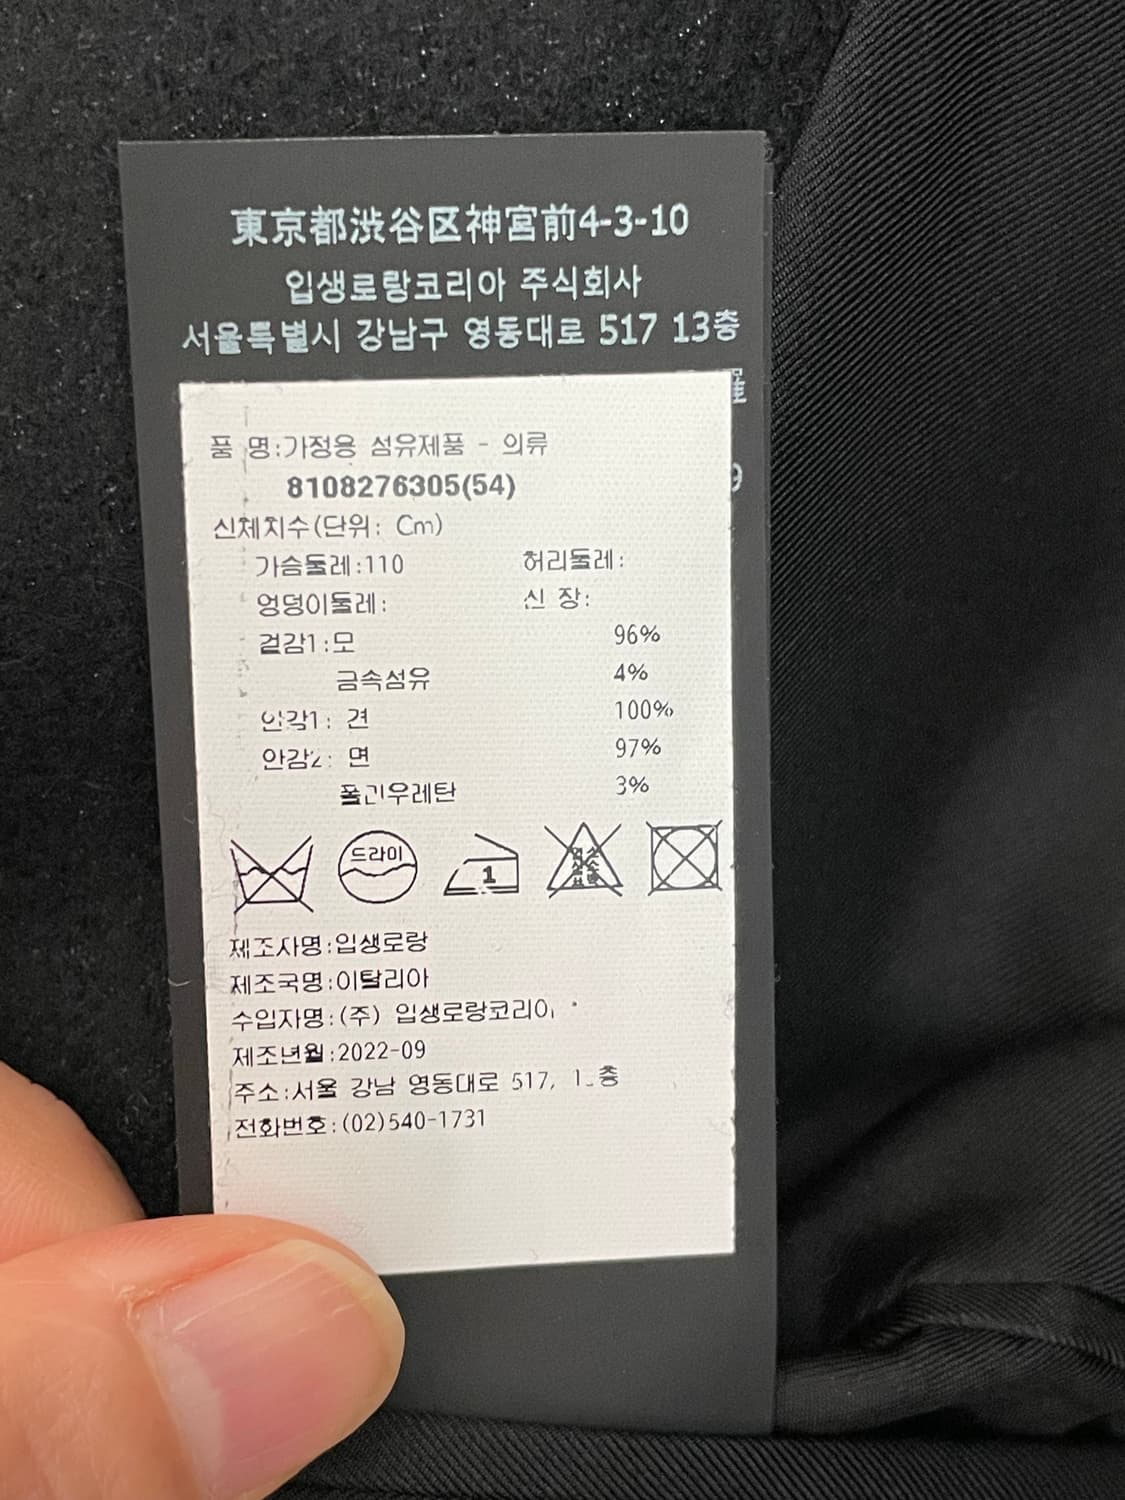 東京都渋谷区神宮前4-3-10
입생로랑코리아 주식회사
서울특별시 강남구 영동대로 517 13층
9
품 명:가정용 섬유제품 - 의류
8108276305(54)
신체치수(단위: Cm)
가슴둘레:110 허리둘레:
엉덩이둘레: 신 장:
겉감1:모 96%
금속섬유 4%
안감1: 견 100%
안감2: 면 97%
폴리우레탄 3%
드라이
1
제조자명:입생로랑
제조국명:이탈리아
수입자명:(주) 입생로랑코리아
제조년월:2022-09
주소:서울 강남 영동대로 517, 층
전화번호:(02)540-1731